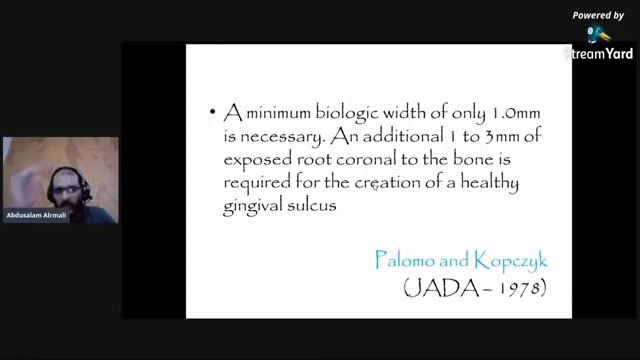 Powered by
StreamYard
• A minimum biologic width of only 1.0mm
is necessary. An additional 1 to 3mm of
exposed root coronal to the bone is
required for the creation of a healthy
gingival sulcus
Palomo and Kopczyk
(JADA – 1978)
Abdusalam Alrmali